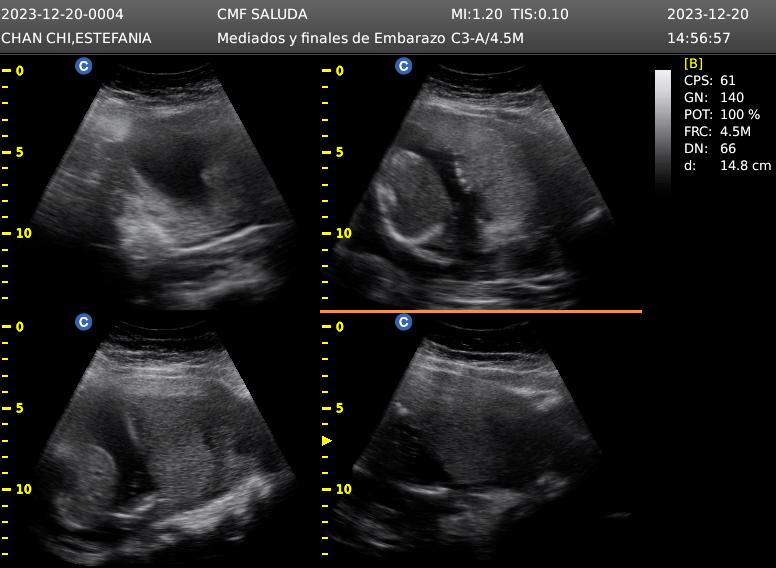 2023-12-20-0004 CMF SALUDA MI:1.20 TIS:0.10 2023-12-20
CHAN CHI,ESTEFANIA Mediados y finales de Embarazo C3-A/4.5M 14:56:57
[B]
CPS: 61
GN: 140
POT: 100 %
FRC: 4.5M
DN: 66
d: 14.8 cm
C
0
5
10
C
0
5
10
C
0
5
10
C
0
5
10